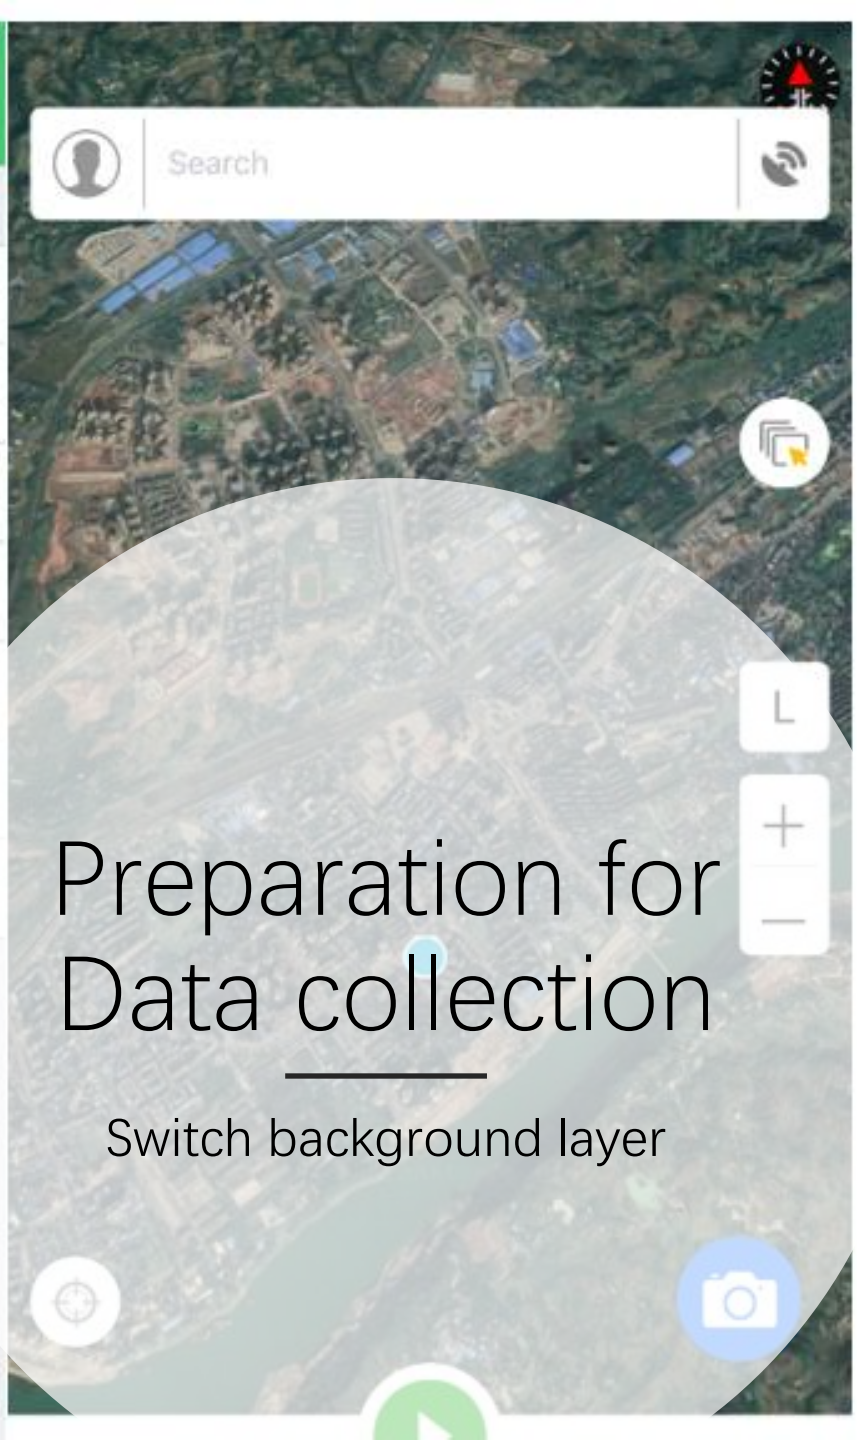 Search
L
Preparation for
Data collection
Switch background layer